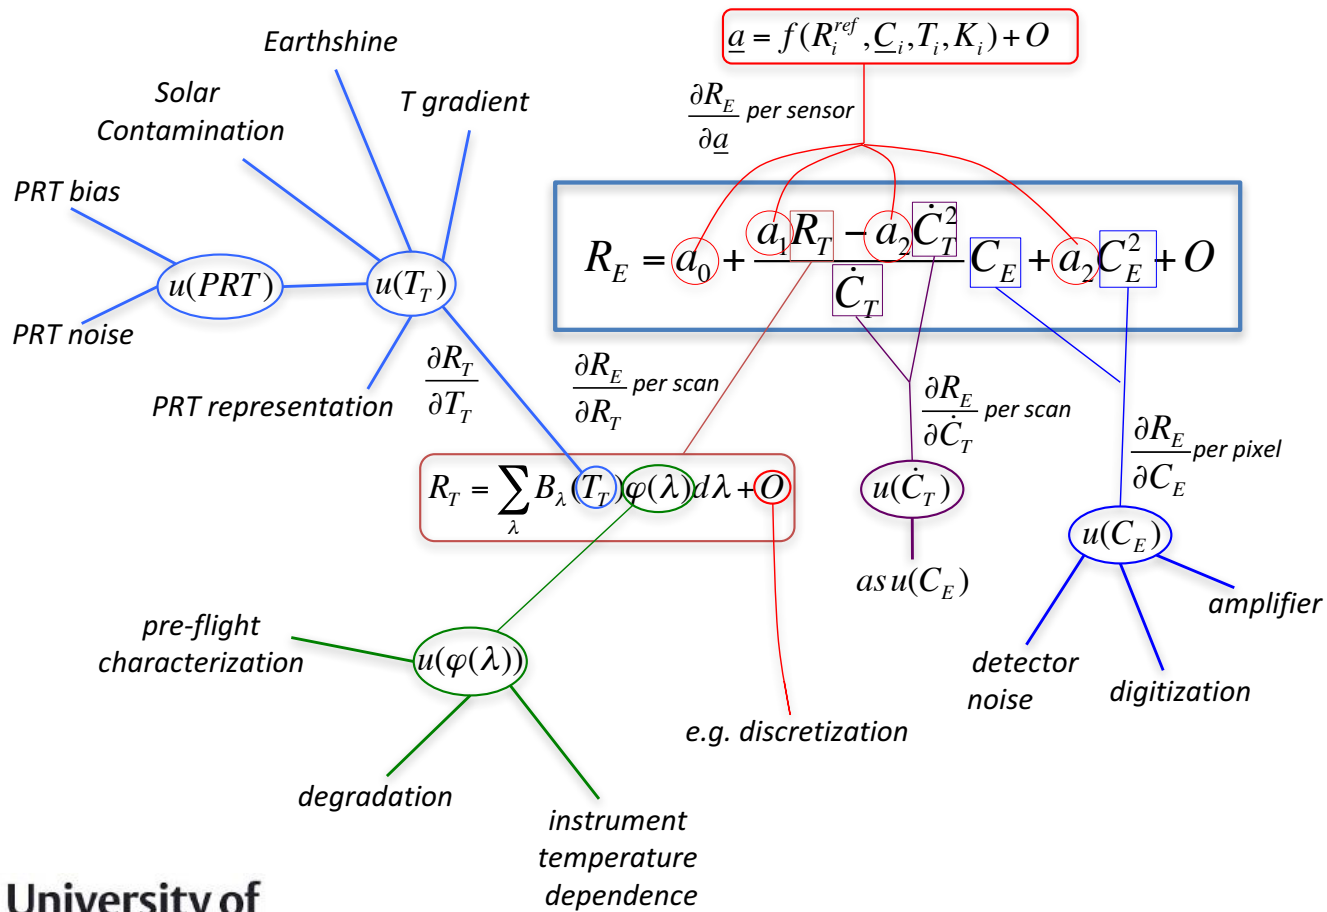 a = f(R_i^{ref}, C_i, T_i, K_i) + O
Earthshine
Solar
Contamination
T gradient
∂R_E/∂a per sensor
PRT bias
R_E = a_0 + (a_1 R_T − a_2 Ċ_T^2)/Ċ_T C_E + a_2 C_E^2 + O
u(PRT)
u(T_T)
PRT noise
PRT representation
∂R_T/∂T_T
∂R_E/∂R_T per scan
∂R_E/∂Ċ_T per scan
∂R_E/∂C_E per pixel
R_T = ∑_λ B_λ(T_T)φ(λ)dλ + O
u(Ċ_T)
u(C_E)
as u(C_E)
amplifier
pre-flight
characterization
u(φ(λ))
detector
noise
digitization
e.g. discretization
degradation
instrument
temperature
dependence
University of